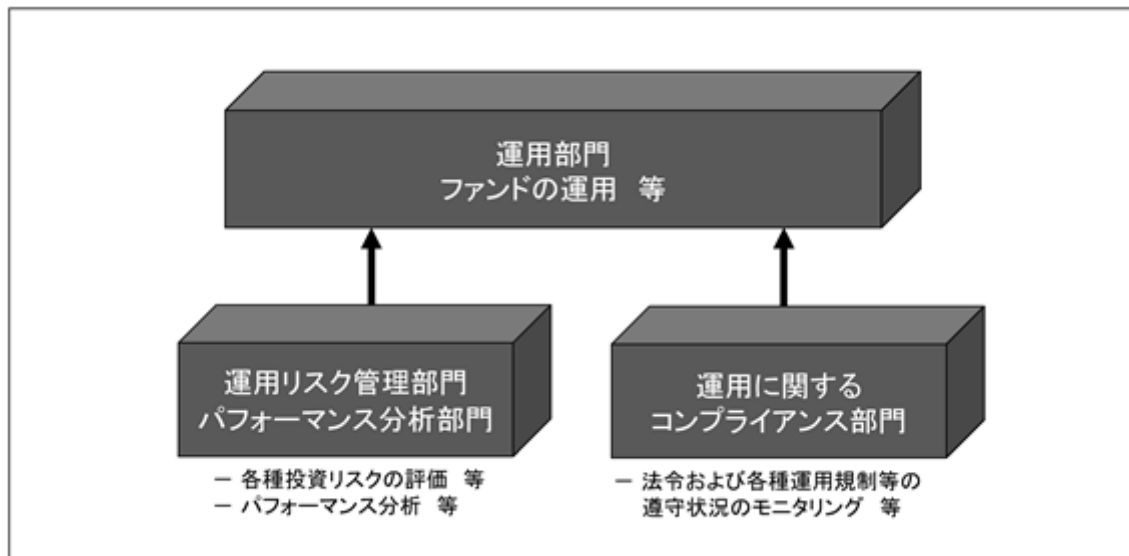 運用部門
ファンドの運用　等
運用リスク管理部門
パフォーマンス分析部門
運用に関する
コンプライアンス部門
－ 各種投資リスクの評価　等
－ パフォーマンス分析　等
－ 法令および各種運用規制等の
遵守状況のモニタリング　等